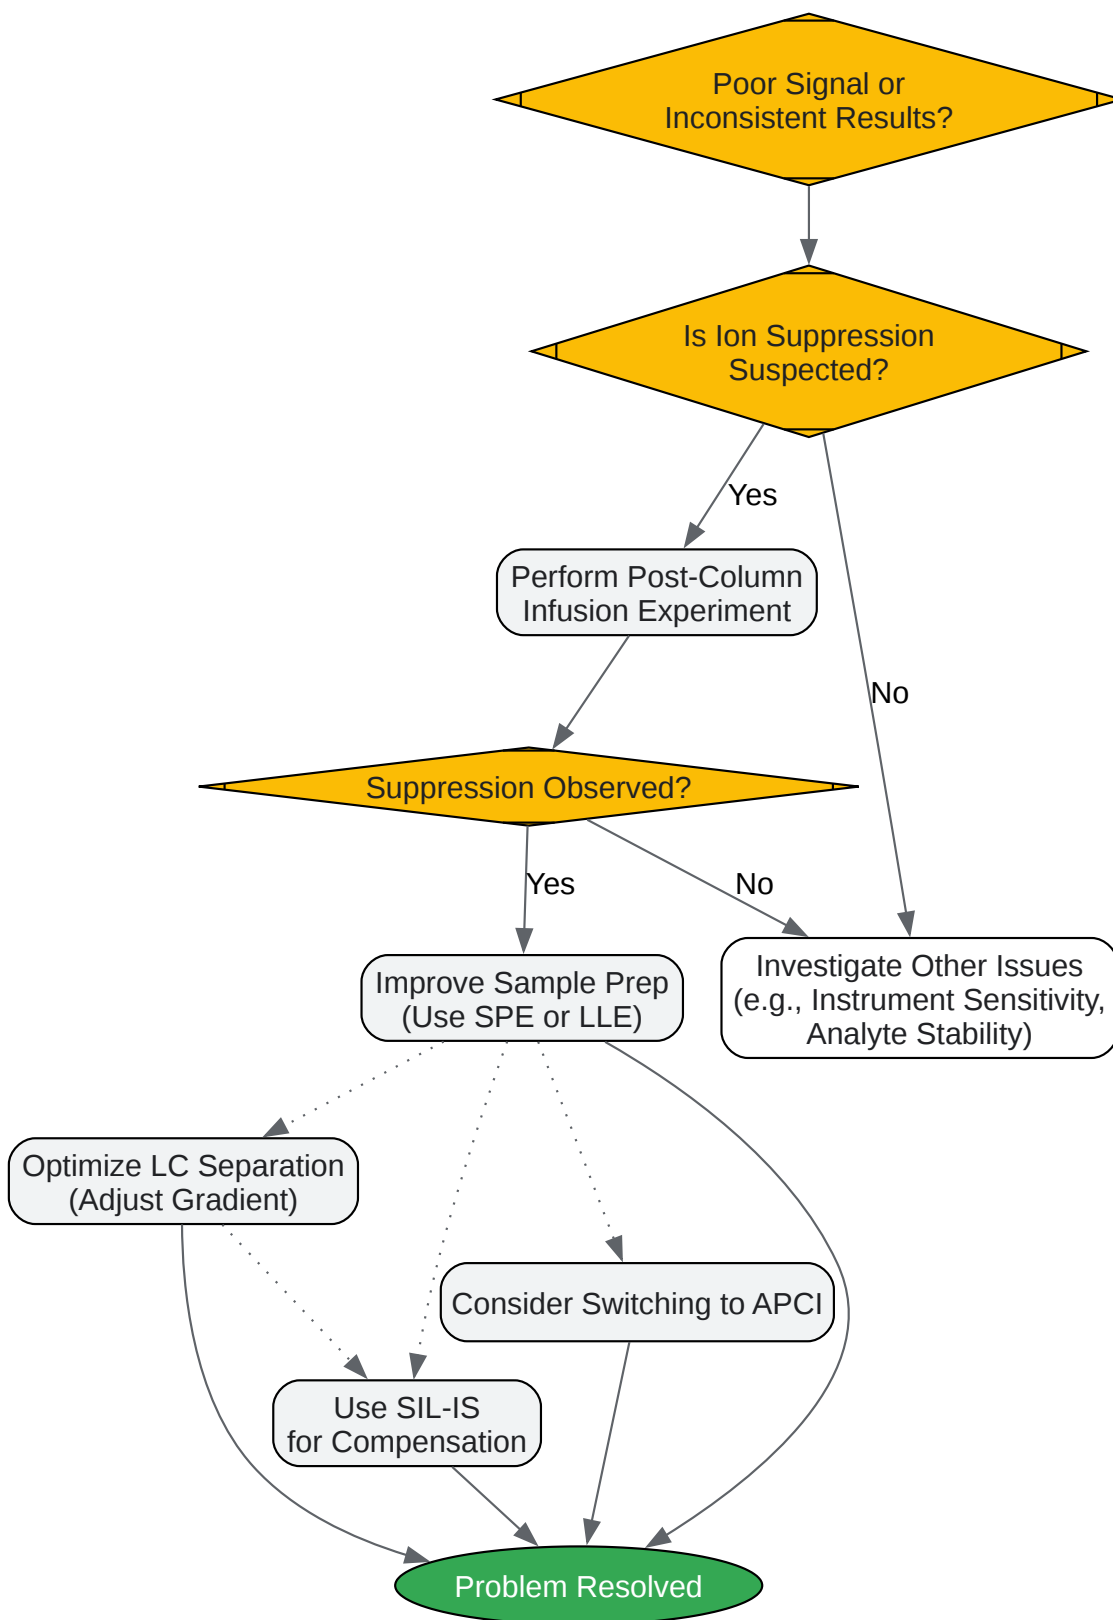 Poor Signal or
Inconsistent Results?
Is Ion Suppression
Suspected?
Yes
Perform Post-Column
Infusion Experiment
No
Suppression Observed?
Yes
No
Improve Sample Prep
(Use SPE or LLE)
Investigate Other Issues
(e.g., Instrument Sensitivity,
Analyte Stability)
Optimize LC Separation
(Adjust Gradient)
Consider Switching to APCI
Use SIL-IS
for Compensation
Problem Resolved